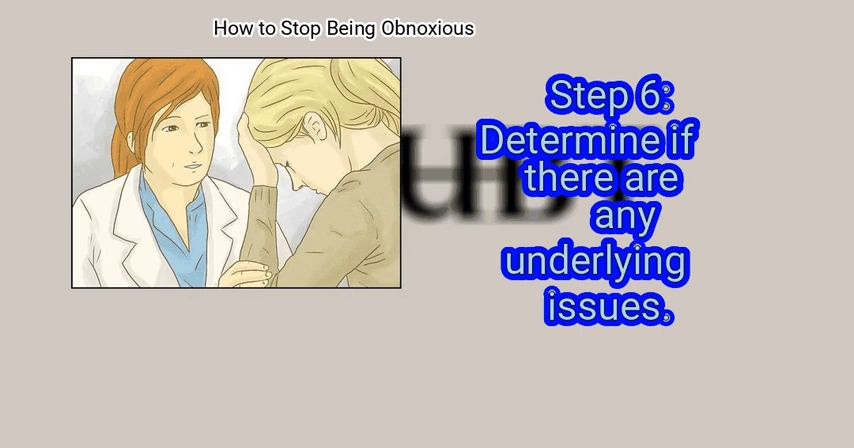 How to Stop Being Obnoxious
Step 6:
Determine if
there are
any
underlying
issues.